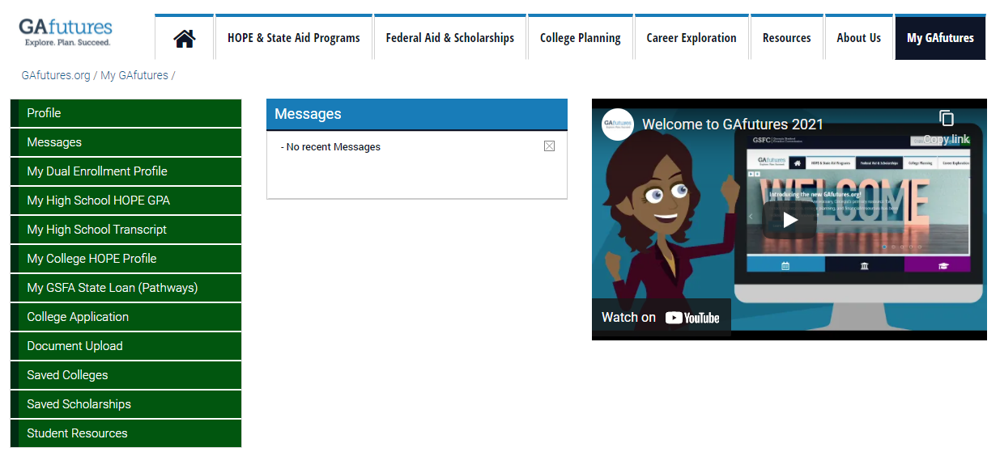 GAfutures
Explore. Plan. Succeed.
HOPE & State Aid Programs
Federal Aid & Scholarships
College Planning
Career Exploration
Resources
About Us
My GAfutures
GAfutures.org / My GAfutures /
Profile
Messages
My Dual Enrollment Profile
My High School HOPE GPA
My High School Transcript
My College HOPE Profile
My GSFA State Loan (Pathways)
College Application
Document Upload
Saved Colleges
Saved Scholarships
Student Resources
Messages
- No recent Messages
GAfutures
Welcome to GAfutures 2021
Copy link
GSFC
GAfutures
HOPE & State Aid Programs
Federal Aid & Scholarships
College Planning
Career Exploration
WELCOME
Introducing the new GAfutures.org!
Watch on YouTube